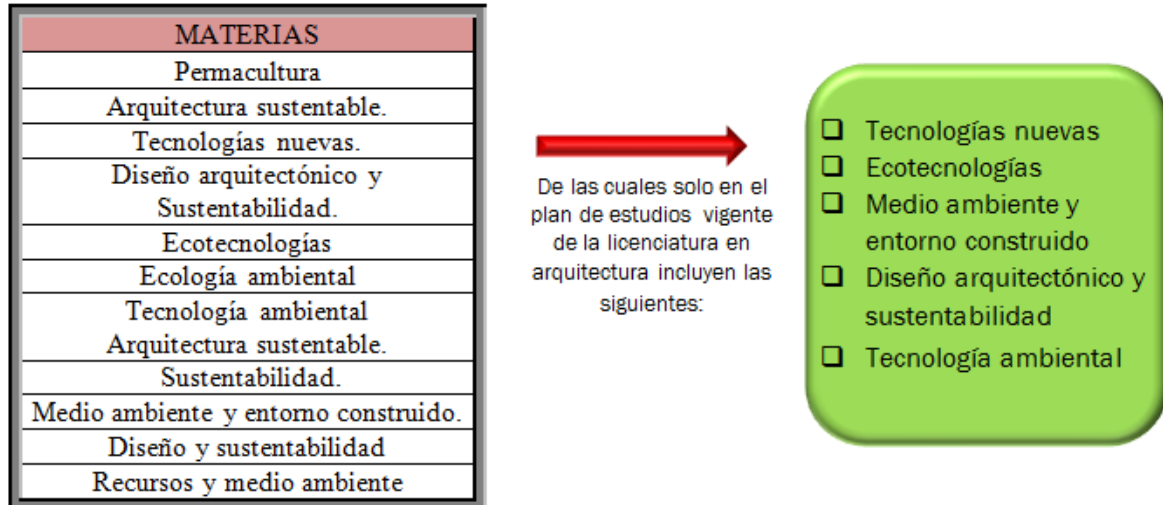 MATERIAS
Permacultura
Arquitectura sustentable.
Tecnologías nuevas.
Diseño arquitectónico y
Sustentabilidad.
Ecotecnologías
Ecología ambiental
Tecnología ambiental
Arquitectura sustentable.
Sustentabilidad.
Medio ambiente y entorno construido.
Diseño y sustentabilidad
Recursos y medio ambiente
De las cuales solo en el
plan de estudios vigente
de la licenciatura en
arquitectura incluyen las
siguientes:
Tecnologías nuevas
Ecotecnologías
Medio ambiente y
entorno construido
Diseño arquitectónico y
sustentabilidad
Tecnología ambiental